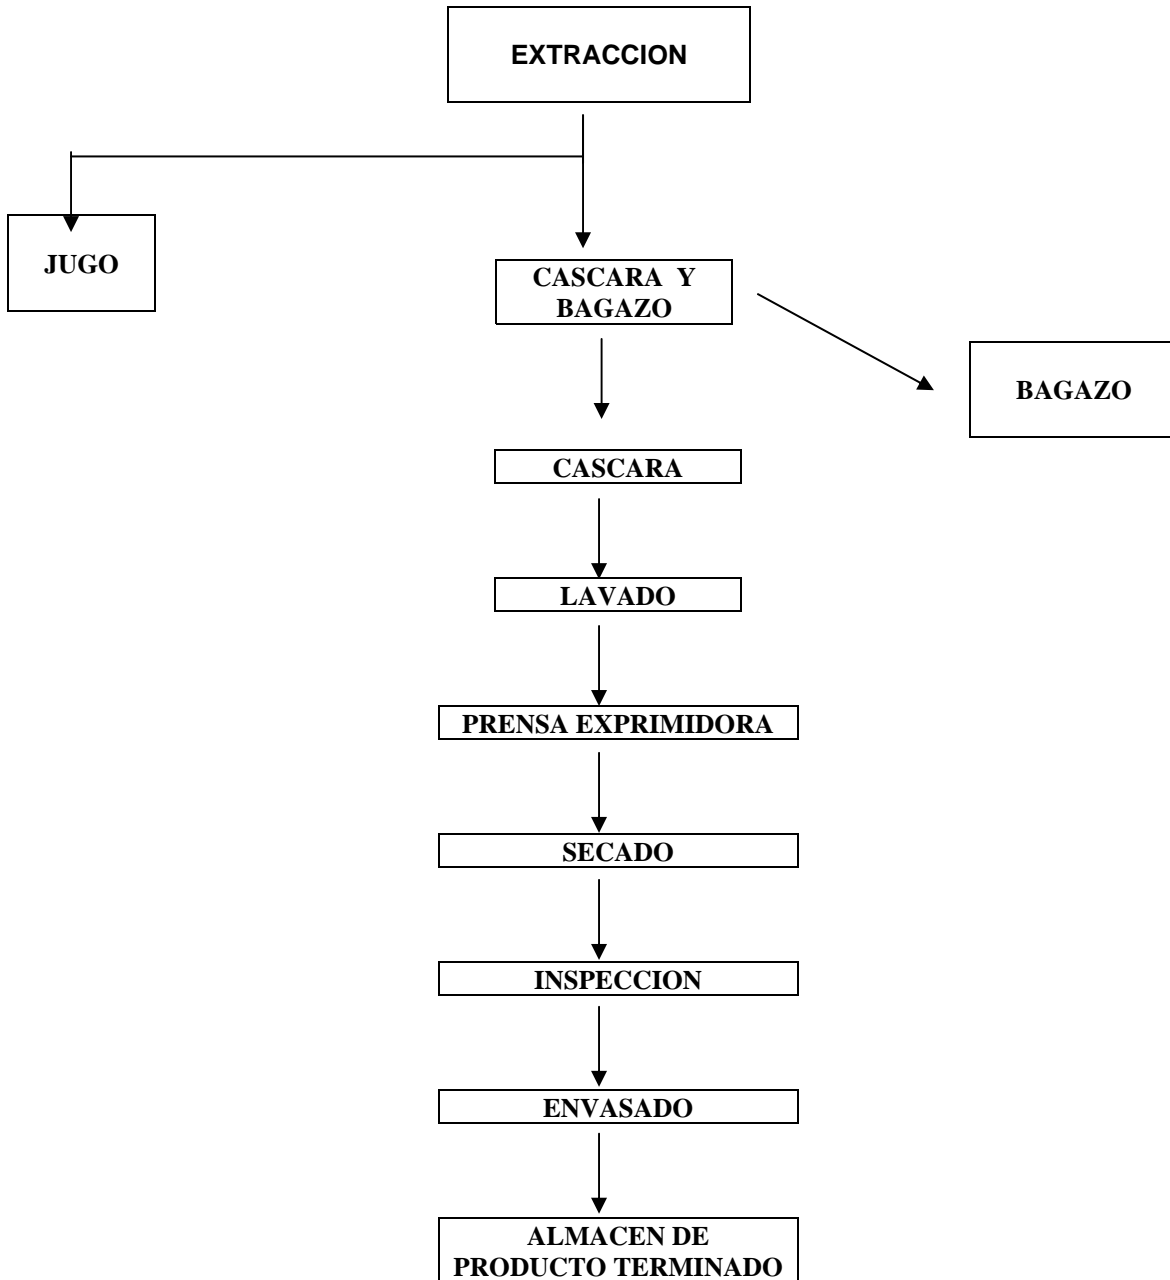 EXTRACCION
JUGO
CASCARA Y
BAGAZO
BAGAZO
CASCARA
LAVADO
PRENSA EXPRIMIDORA
SECADO
INSPECCION
ENVASADO
ALMACEN DE
PRODUCTO TERMINADO